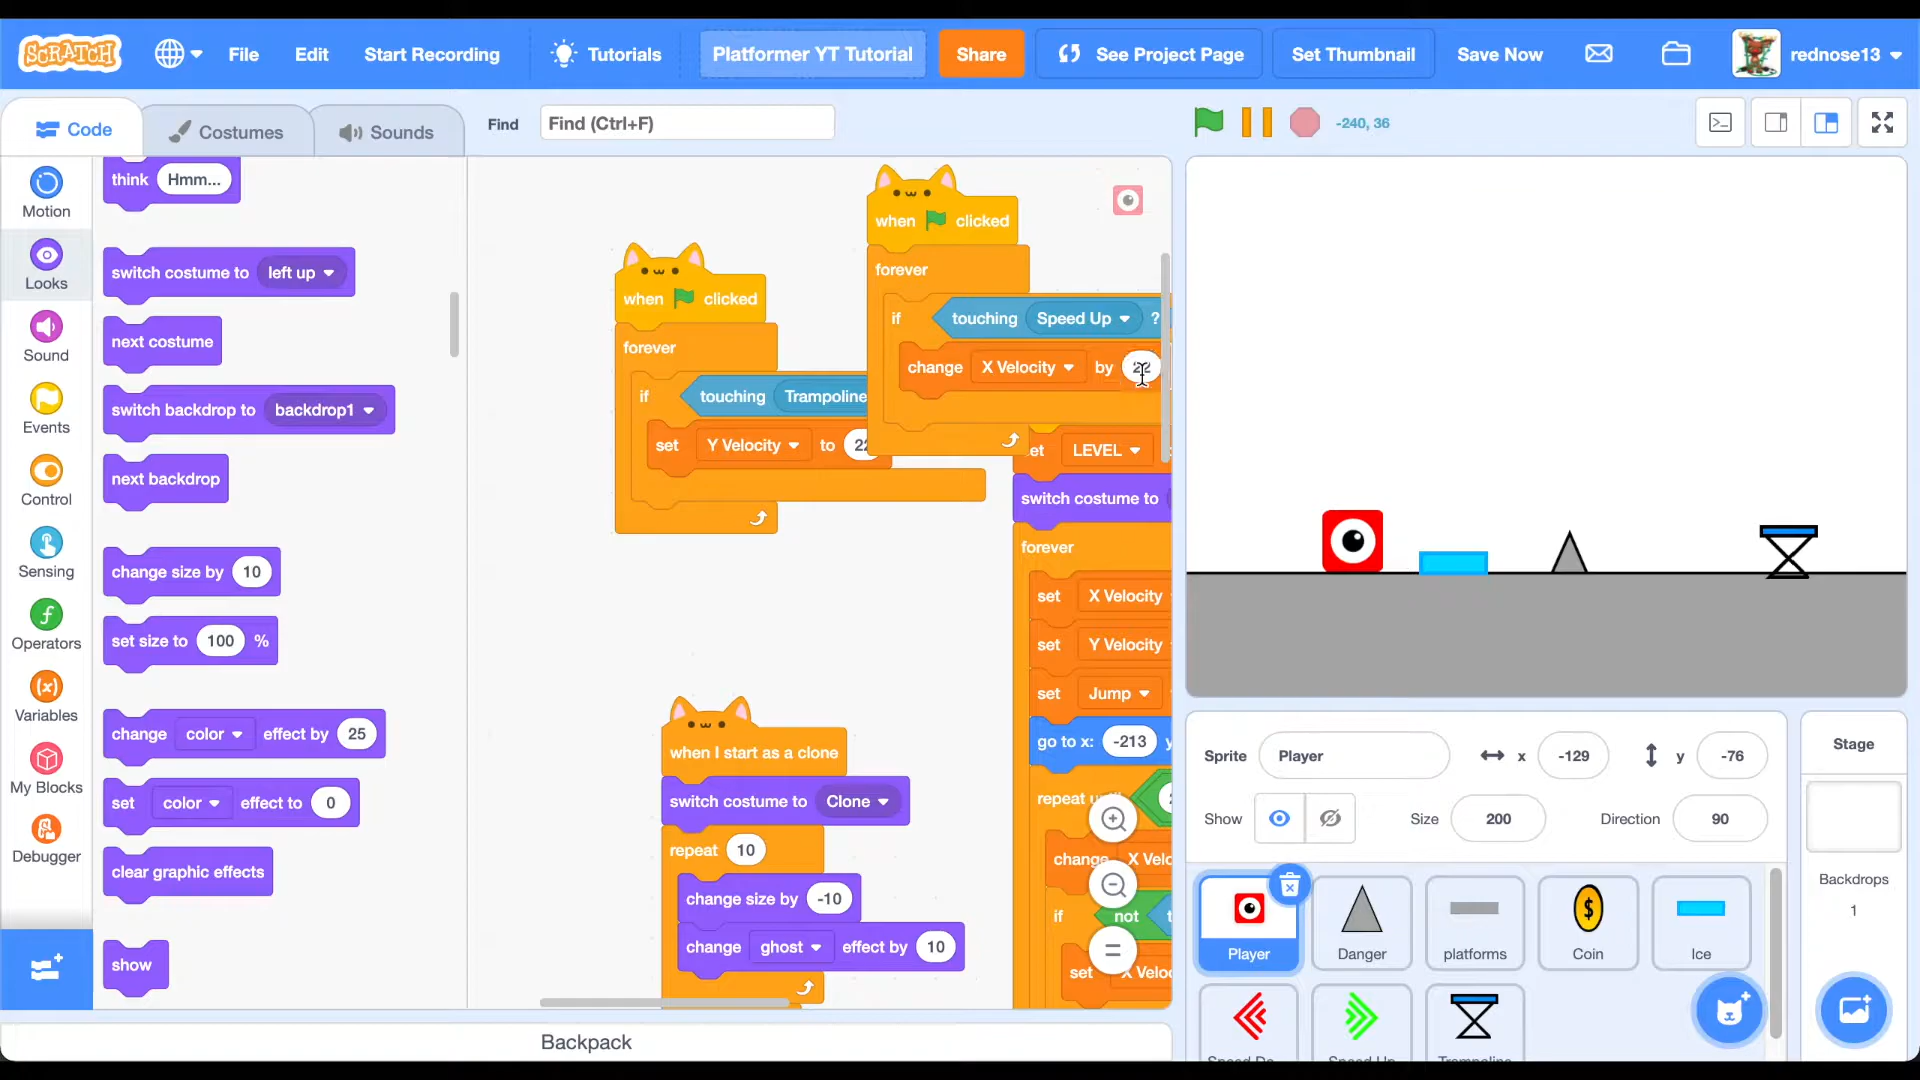 SCRATCH File Edit Start Recording Tutorials Platformer YT Tutorial Share See Project Page Set Thumbnail Save Now rednose13
Code Costumes Sounds Find Find (Ctrl+F) -240, 36
Motion
Looks
Sound
Events
Control
Sensing
Operators
Variables
My Blocks
Debugger
think Hmm...
switch costume to left up
next costume
switch backdrop to backdrop1
next backdrop
change size by 10
set size to 100 %
change color effect by 25
set color effect to 0
clear graphic effects
show
when clicked
forever
if touching Trampoline
set Y Velocity to 22
when clicked
forever
if touching Speed Up ?
change X Velocity by
LEVEL
switch costume to
forever
set X Velocity
set Y Velocity
set Jump
go to x: -213 y
repeat
change X Velo
if not
set X Veloc
when I start as a clone
switch costume to Clone
repeat 10
change size by -10
change ghost effect by 10
Backpack
Sprite Player x -129 y -76
Show Size 200 Direction 90
Player Danger platforms Coin Ice
Speed Up Trampoline
Stage
Backdrops
1